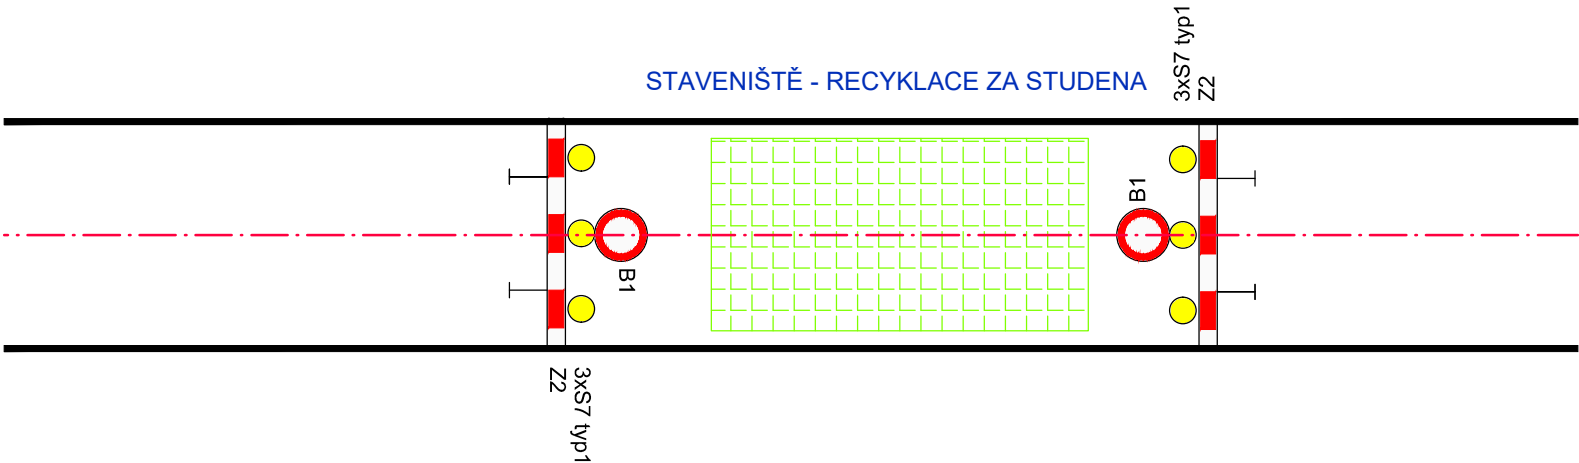 3xS7 typ1
Z2
STAVENIŠTĚ - RECYKLACE ZA STUDENA
B1
B1
Z2
3xS7 typ1